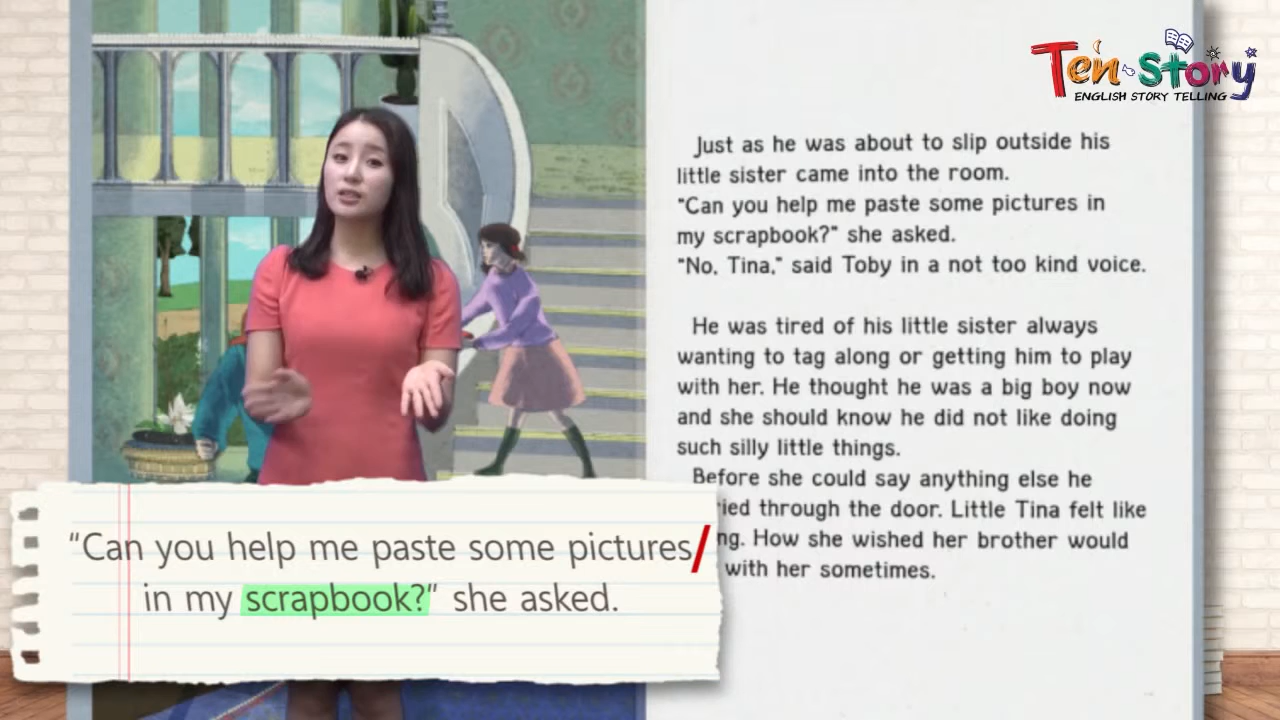 Ten Story
ENGLISH STORY TELLING
Just as he was about to slip outside his
little sister came into the room.
"Can you help me paste some pictures in
my scrapbook?" she asked.
"No, Tina," said Toby in a not too kind voice.
He was tired of his little sister always
wanting to tag along or getting him to play
with her. He thought he was a big boy now
and she should know he did not like doing
such silly little things.
Before she could say anything else he
through the door. Little Tina felt like
How she wished her brother would
with her sometimes.
"Can you help me paste some pictures/
in my scrapbook?" she asked.